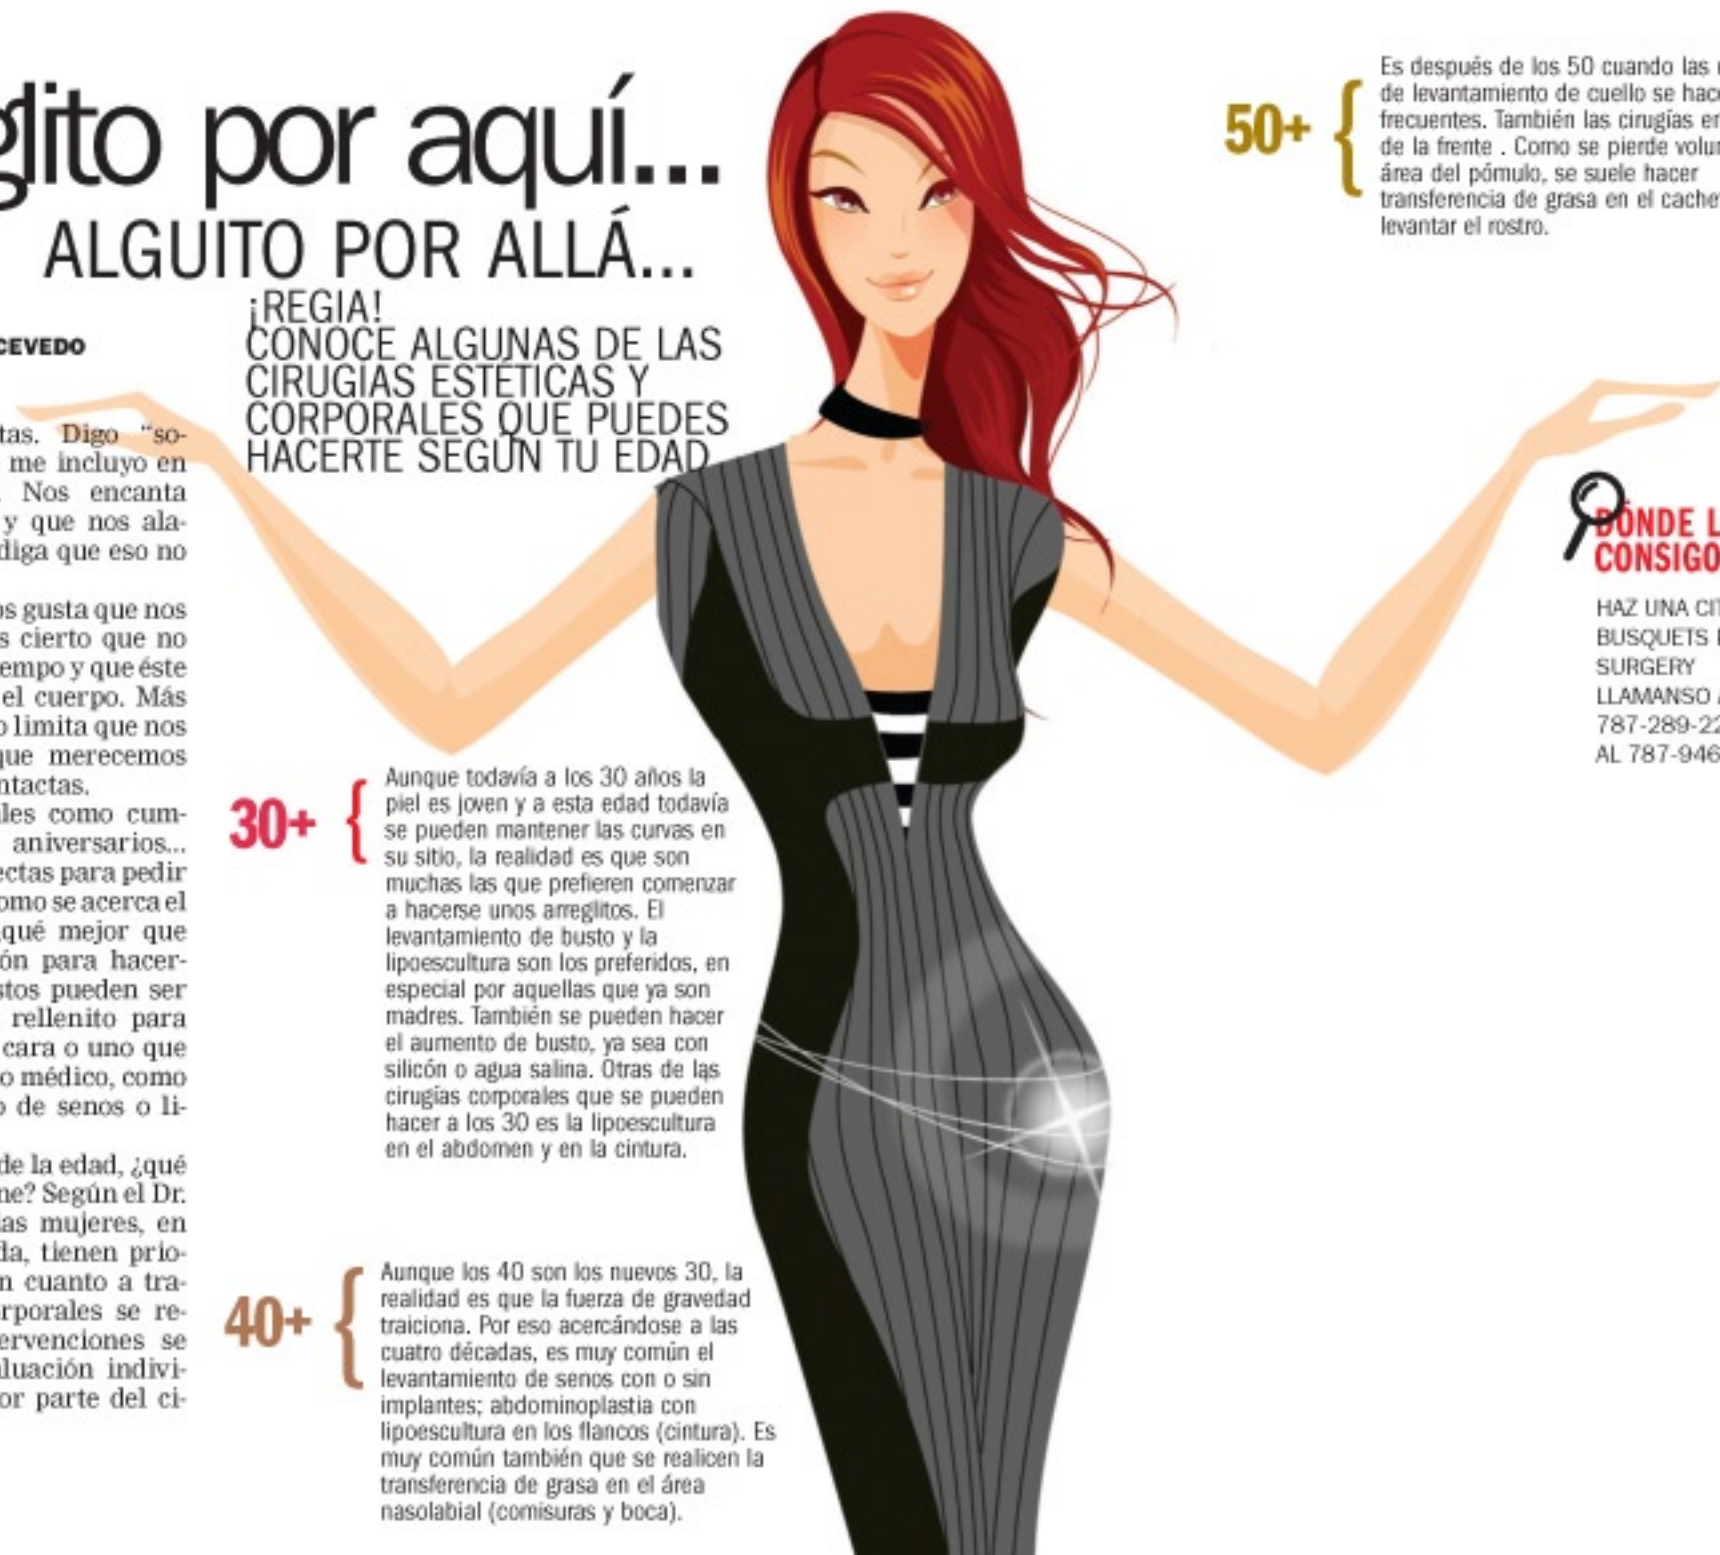 glito por aquí...
ALGUITO POR ALLÁ...
¡REGIA!
CONOCE ALGUNAS DE LAS
CIRUGIAS ESTÉTICAS Y
CORPORALES QUE PUEDES
HACERTE SEGÚN TU EDAD
CEVEDO
tas. Digo “so-
me incluyo en
. Nos encanta
y que nos ala-
diga que eso no
os gusta que nos
s cierto que no
empo y que éste
el cuerpo. Más
o limita que nos
que merecemos
ntactas.
les como cum-
aniversarios...
ectas para pedir
omo se acerca el
qué mejor que
ón para hacer-
stos pueden ser
rellenito para
cara o uno que
o médico, como
o de senos o li-
de la edad, ¿qué
ne? Según el Dr.
las mujeres, en
da, tienen prio-
n cuanto a tra-
rporales se re-
ervenciones se
luación indivi-
or parte del ci-
30+
Aunque todavía a los 30 años la
piel es joven y a esta edad todavía
se pueden mantener las curvas en
su sitio, la realidad es que son
muchas las que prefieren comenzar
a hacerse unos arreglitos. El
levantamiento de busto y la
lipoescultura son los preferidos, en
especial por aquellas que ya son
madres. También se pueden hacer
el aumento de busto, ya sea con
silicón o agua salina. Otras de las
cirugías corporales que se pueden
hacer a los 30 es la lipoescultura
en el abdomen y en la cintura.
40+
Aunque los 40 son los nuevos 30, la
realidad es que la fuerza de gravedad
traiciona. Por eso acercándose a las
cuatro décadas, es muy común el
levantamiento de senos con o sin
implantes; abdominoplastia con
lipoescultura en los flancos (cintura). Es
muy común también que se realicen la
transferencia de grasa en el área
nasolabial (comisuras y boca).
50+
Es después de los 50 cuando las
de levantamiento de cuello se hace
frecuentes. También las cirugías en
de la frente . Como se pierde volu
área del pómulo, se suele hacer
transferencia de grasa en el cachet
levantar el rostro.
DÓNDE L
CONSIGO
HAZ UNA CIT
BUSQUETS
SURGERY
LLAMANSO A
787-289-22
AL 787-946